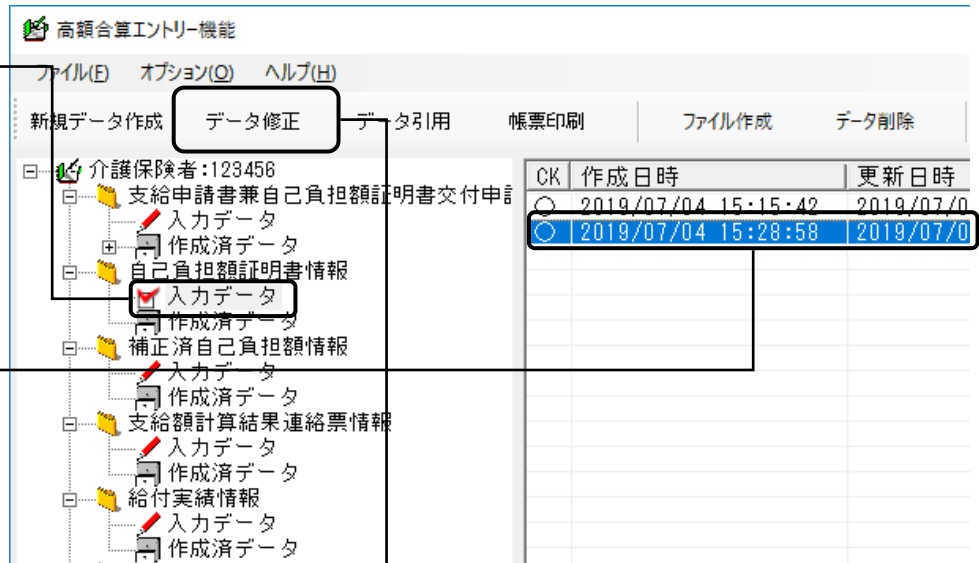 高額合算エントリー機能
ファイル(F) オプション(O) ヘルプ(H)
新規データ作成 データ修正 データ引用 帳票印刷 ファイル作成 データ削除
介護保険者:123456
支給申請書兼自己負担額証明書交付申請
入力データ
作成済データ
自己負担額証明書情報
入力データ
作成済データ
補正済自己負担額情報
入力データ
作成済データ
支給額計算結果連絡票情報
入力データ
作成済データ
給付実績情報
入力データ
作成済データ
CK 作成日時 更新日時
○ 2019/07/04 15:15:42 2019/07/0
○ 2019/07/04 15:28:58 2019/07/0